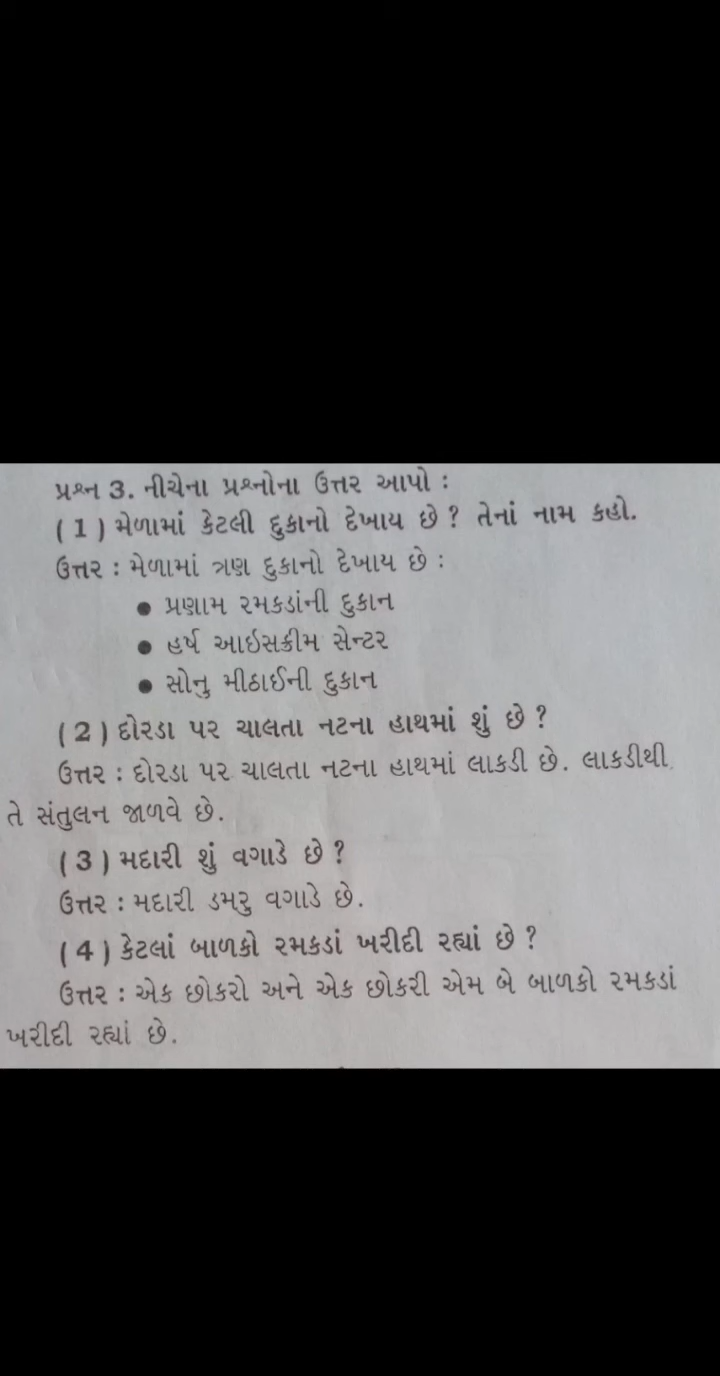 પ્રશ્ન 3. નીચેના પ્રશ્નોના ઉત્તર આપો :
( 1 ) મેળામાં કેટલી દુકાનો દેખાય છે ? તેનાં નામ કહો.
ઉત્તર : મેળામાં ત્રણ દુકાનો દેખાય છે :
● પ્રણામ રમકડાંની દુકાન
● હર્ષ આઇસક્રીમ સેન્ટર
● સોનુ મીઠાઈની દુકાન
( 2 ) દોરડા પર ચાલતા નટના હાથમાં શું છે ?
ઉત્તર : દોરડા પર ચાલતા નટના હાથમાં લાકડી છે. લાકડીથી
તે સંતુલન જાળવે છે.
( 3 ) મદારી શું વગાડે છે ?
ઉત્તર : મદારી ડમરુ વગાડે છે.
( 4 ) કેટલાં બાળકો રમકડાં ખરીદી રહ્યાં છે ?
ઉત્તર : એક છોકરો અને એક છોકરી એમ બે બાળકો રમકડાં
ખરીદી રહ્યાં છે.